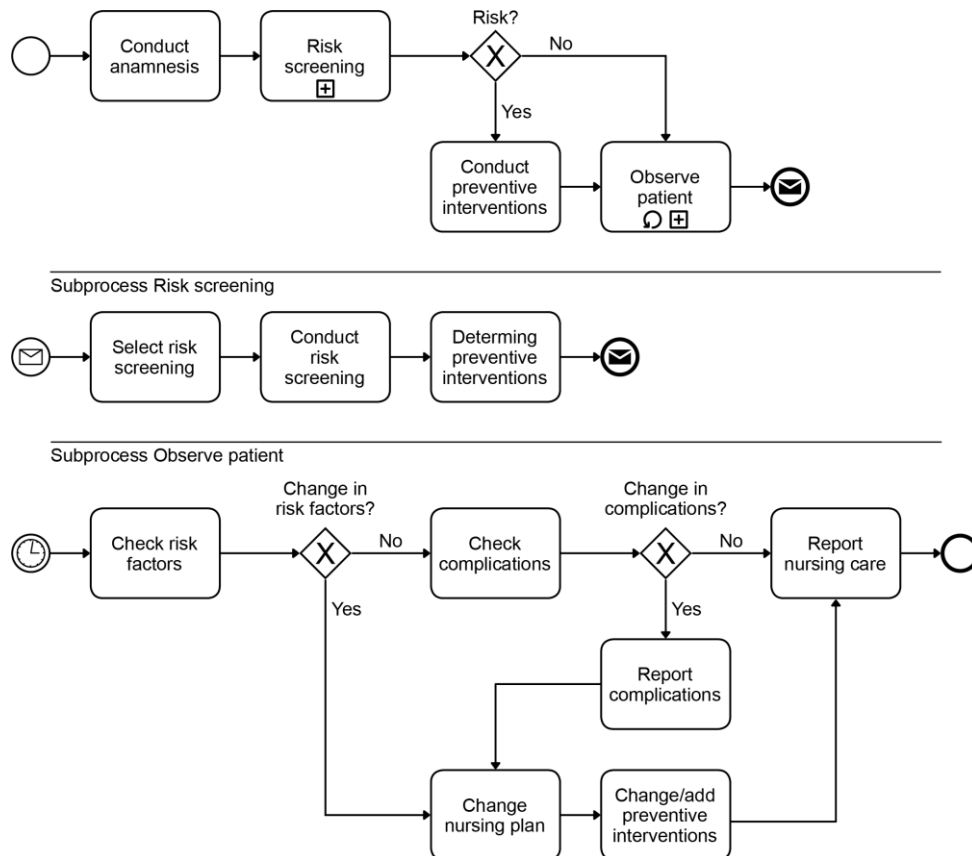 Risk?
Conduct
anamnesis
Risk
screening
X
No
Yes
Conduct
preventive
interventions
Observe
patient
Subprocess Risk screening
Select risk
screening
Conduct
risk
screening
Determing
preventive
interventions
Subprocess Observe patient
Change in
risk factors?
Change in
complications?
Check risk
factors
X
No
Check
complications
X
No
Report
nursing care
Yes
Yes
Report
complications
Change
nursing plan
Change/add
preventive
interventions